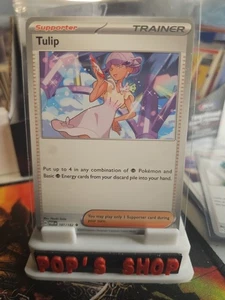 Supporter
TRAINER
Tulip
Put up to 4 in any combination of Pokémon and
Basic Energy cards from your discard pile into your hand.
You may play only 1 Supporter card during
your turn.
POP'S SHOP